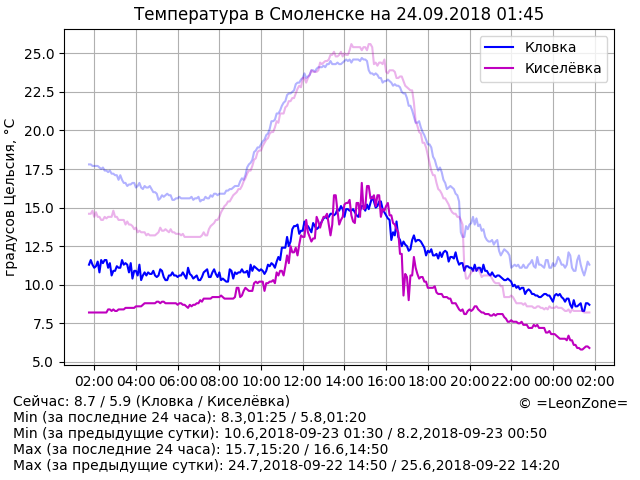 Температура в Смоленске на 24.09.2018 01:45
Кловка
Киселёвка
градусов Цельсия, °C
25.0
22.5
20.0
17.5
15.0
12.5
10.0
7.5
5.0
02:00 04:00 06:00 08:00 10:00 12:00 14:00 16:00 18:00 20:00 22:00 00:00 02:00
Сейчас: 8.7 / 5.9 (Кловка / Киселёвка)
© =LeonZone=
Min (за последние 24 часа): 8.3,01:25 / 5.8,01:20
Min (за предыдущие сутки): 10.6,2018-09-23 01:30 / 8.2,2018-09-23 00:50
Max (за последние 24 часа): 15.7,15:20 / 16.6,14:50
Max (за предыдущие сутки): 24.7,2018-09-22 14:50 / 25.6,2018-09-22 14:20